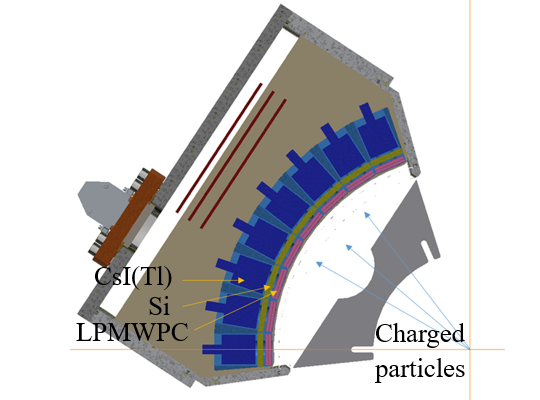 CsI(Tl)
Si
LPMWPC
Charged
particles